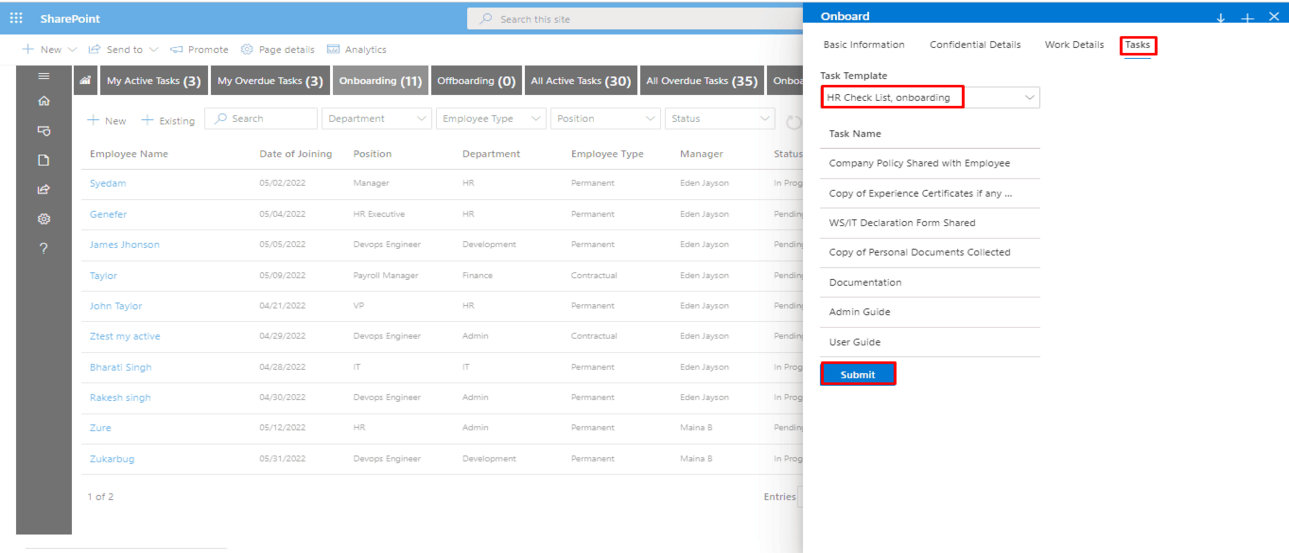 SharePoint
Search this site
New
Send to
Promote
Page details
Analytics
My Active Tasks (3)
My Overdue Tasks (3)
Onboarding (11)
Offboarding (0)
All Active Tasks (30)
All Overdue Tasks (35)
Onboa
New
Existing
Search
Department
Employee Type
Position
Status
Employee Name Date of Joining Position Department Employee Type Manager Status
Syedam 05/02/2022 Manager HR Permanent Eden Jayson In Prog
Genefer 05/04/2022 HR Executive HR Permanent Eden Jayson Pending
James Jhonson 05/05/2022 Devops Engineer Development Permanent Eden Jayson Pending
Taylor 05/09/2022 Payroll Manager Finance Contractual Eden Jayson Pending
John Taylor 04/21/2022 VP HR Permanent Eden Jayson Pending
Ztest my active 04/29/2022 Devops Engineer Admin Contractual Eden Jayson Pending
Bharati Singh 04/28/2022 IT IT Permanent Eden Jayson In Prog
Rakesh singh 04/30/2022 Devops Engineer Admin Permanent Eden Jayson In Prog
Zure 05/12/2022 HR Admin Permanent Maina B Pending
Zukarbug 05/31/2022 Devops Engineer Development Permanent Maina B In Prog
1 of 2
Entries
Onboard
Basic Information
Confidential Details
Work Details
Tasks
Task Template
HR Check List, onboarding
Task Name
Company Policy Shared with Employee
Copy of Experience Certificates if any ...
WS/IT Declaration Form Shared
Copy of Personal Documents Collected
Documentation
Admin Guide
User Guide
Submit